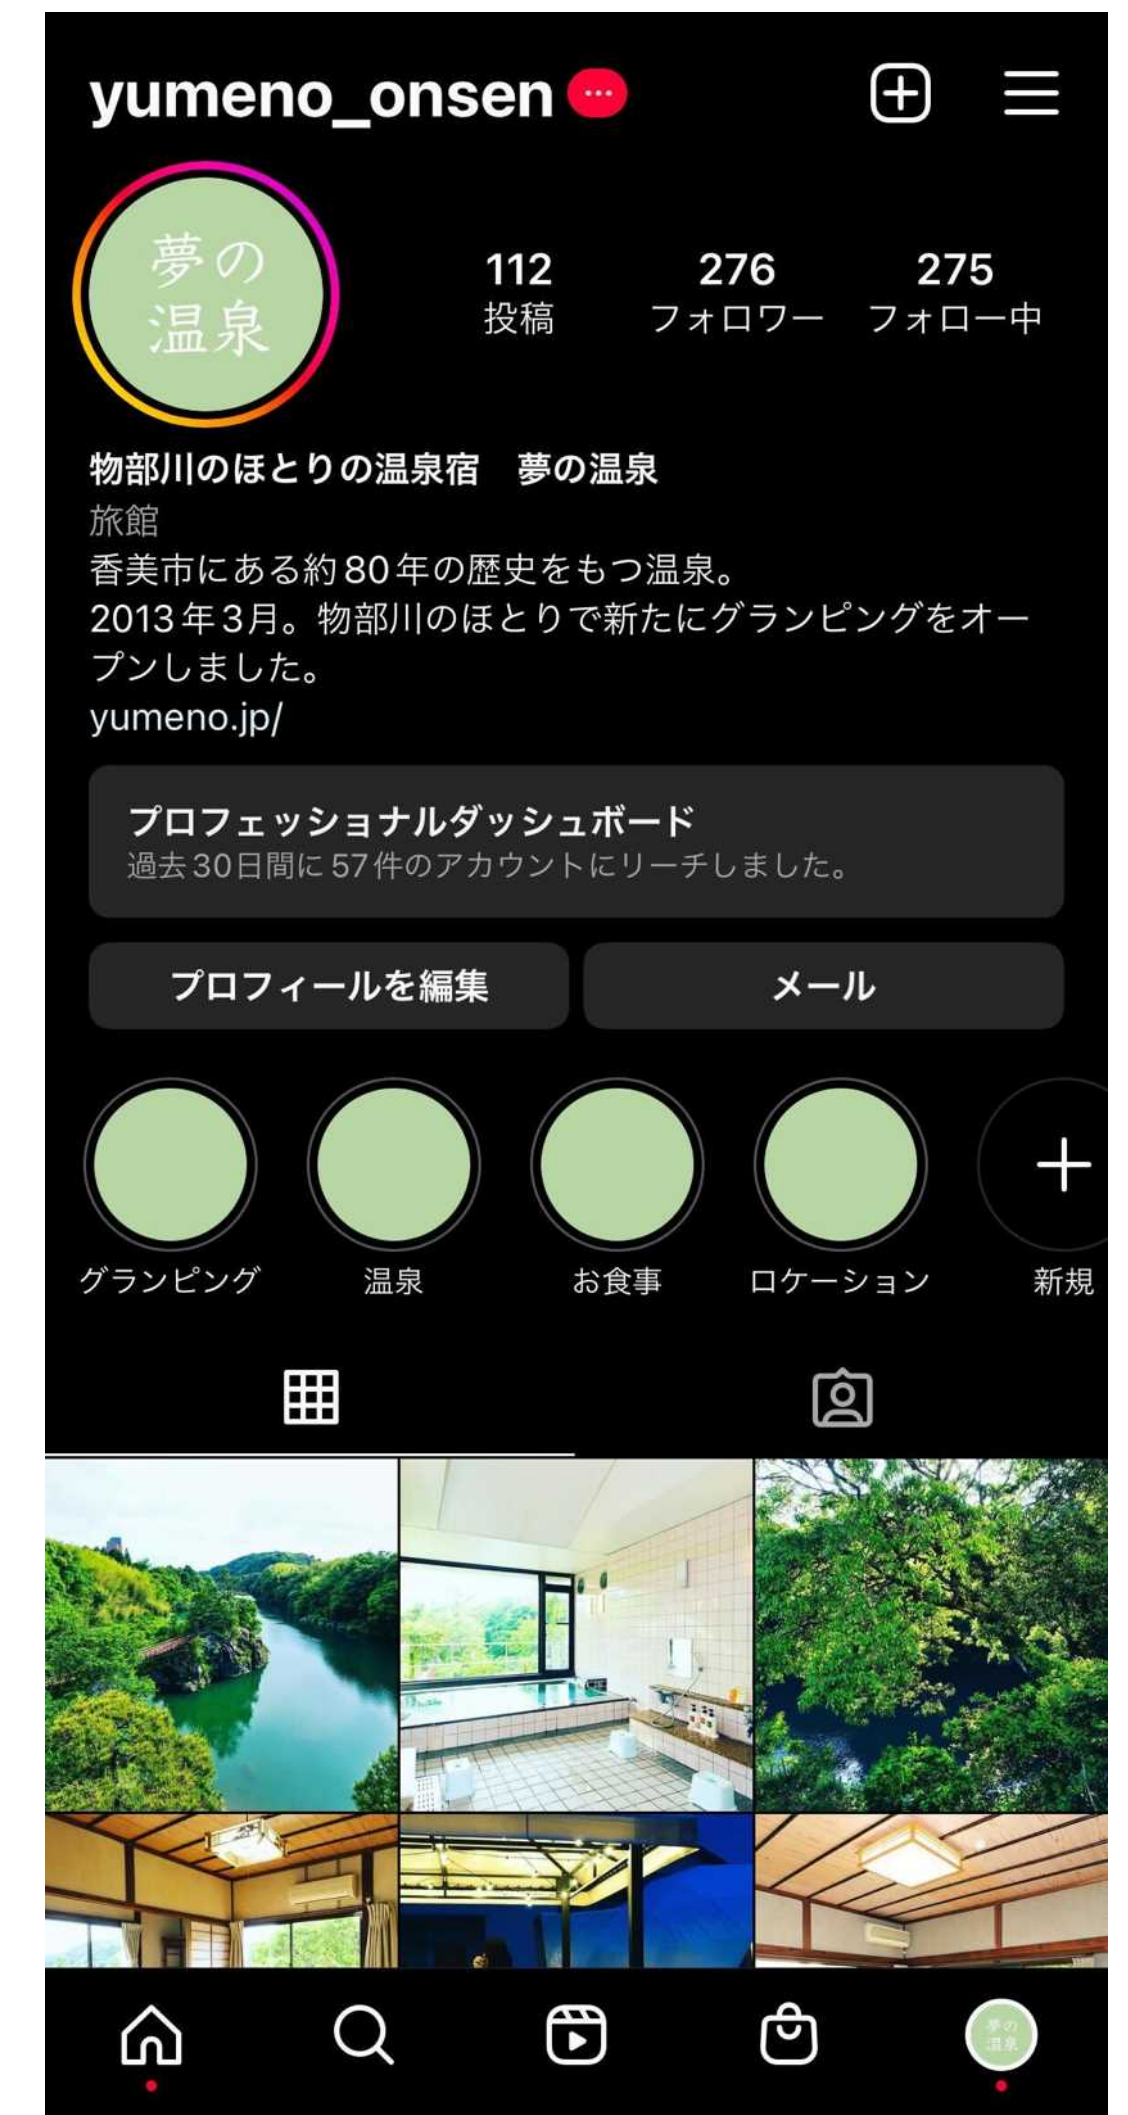 yumeno_onsen
夢の
温泉
112
投稿
276
フォロワー
275
フォロー中
物部川のほとりの温泉宿　夢の温泉
旅館
香美市にある約80年の歴史をもつ温泉。
2013年3月。物部川のほとりで新たにグランピングをオー
プンしました。
yumeno.jp/
プロフェッショナルダッシュボード
過去30日間に57件のアカウントにリーチしました。
プロフィールを編集
メール
グランピング
温泉
お食事
ロケーション
新規
夢の
温泉